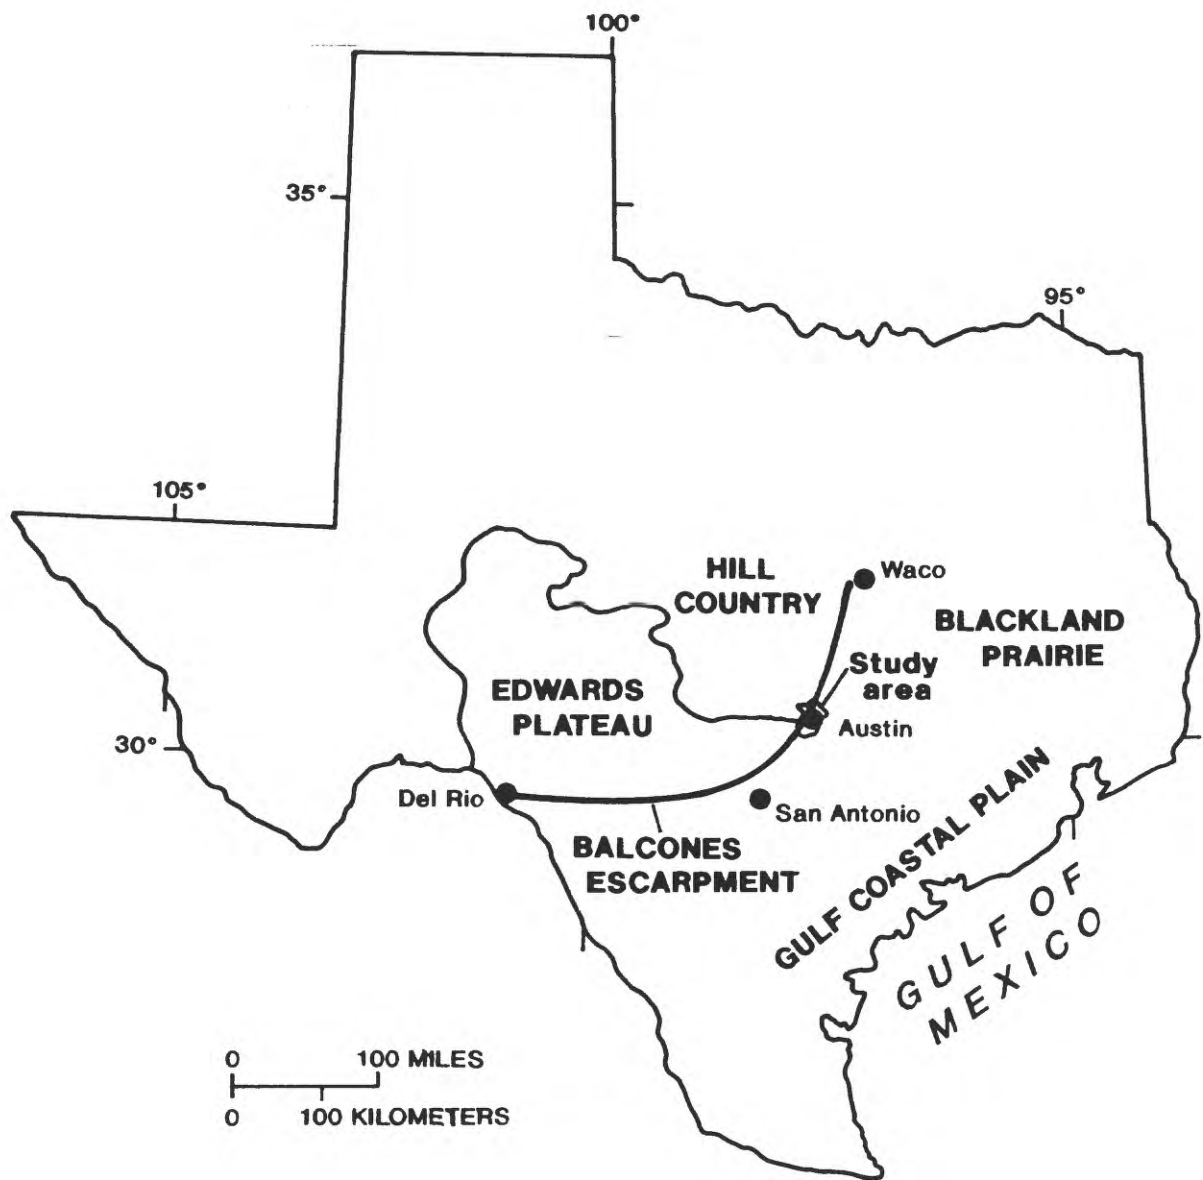 100°
35°
95°
105°
HILL
COUNTRY
Waco
BLACKLAND
PRAIRIE
Study
area
EDWARDS
PLATEAU
Austin
30°
Del Rio
San Antonio
BALCONES
ESCARPMENT
GULF COASTAL PLAIN
GULF OF
MEXICO
0 100 MILES
0 100 KILOMETERS